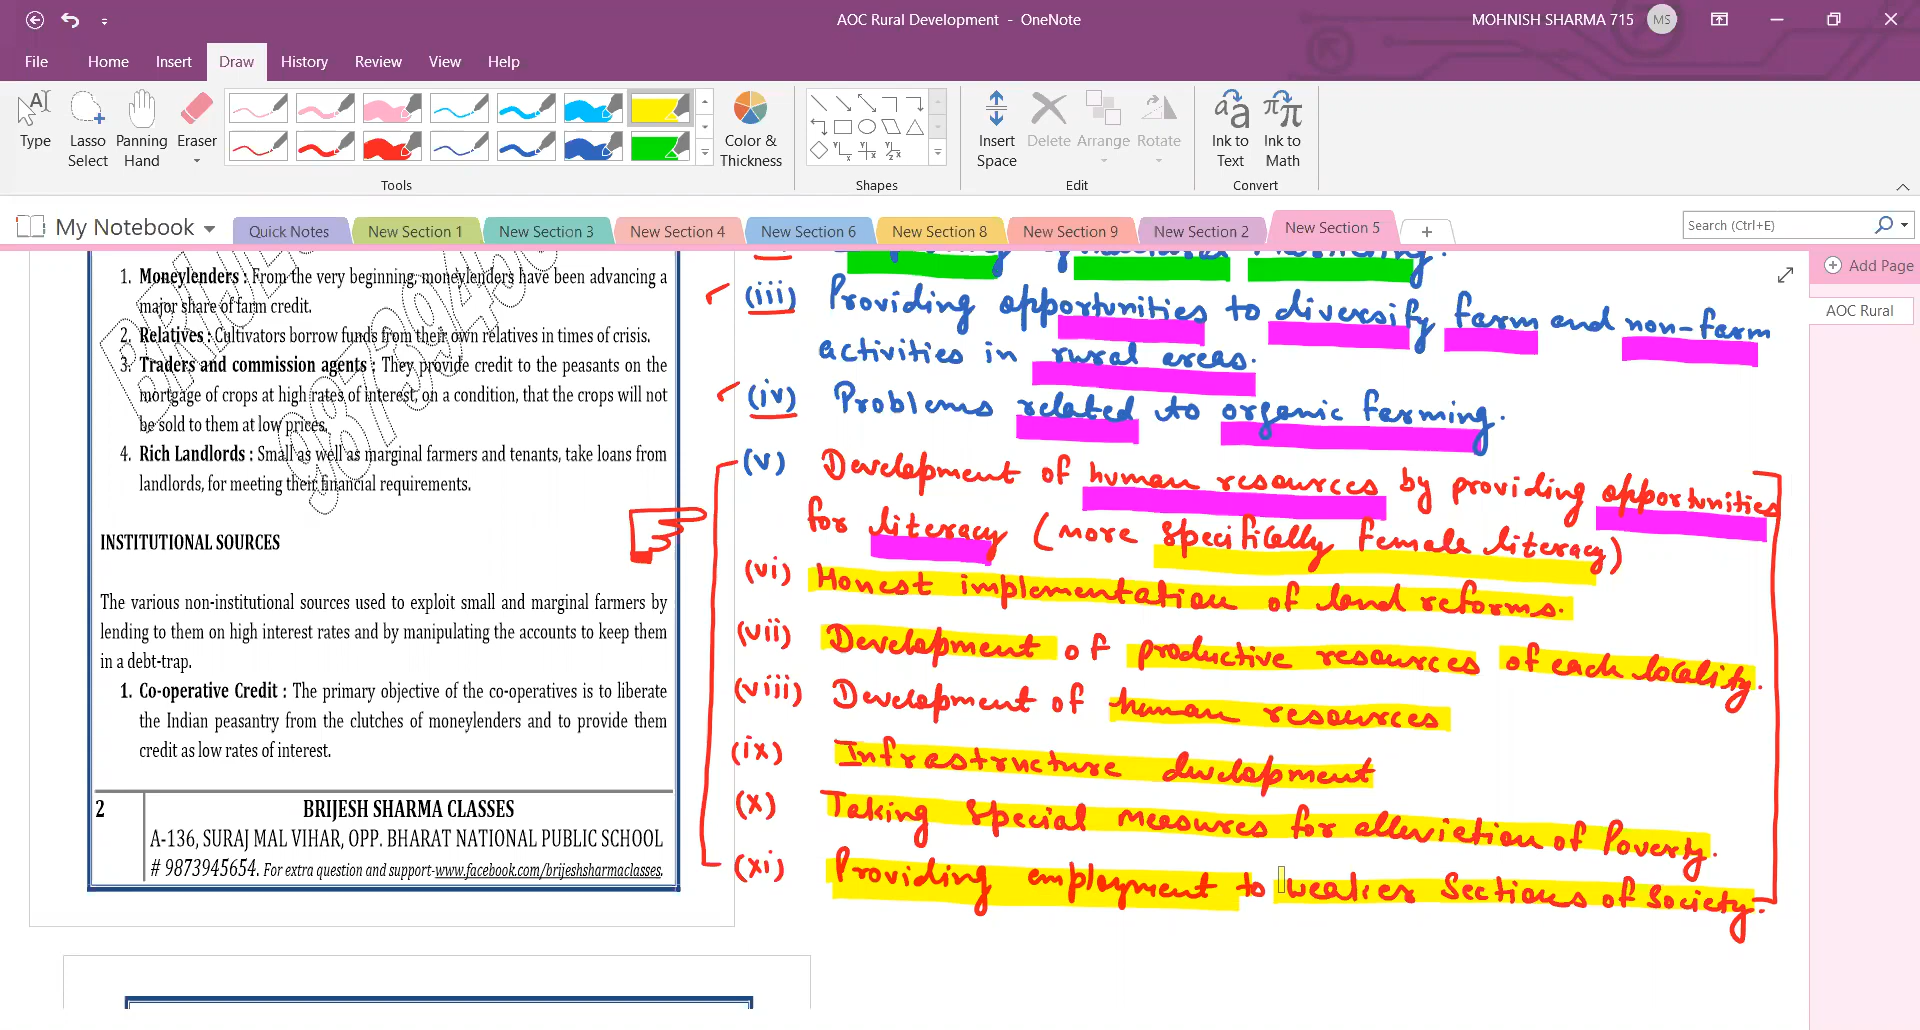 AOC Rural Development - OneNote
MOHNISH SHARMA 715
MS
File Home Insert Draw History Review View Help
Type
Lasso Select
Panning Hand
Eraser
Color & Thickness
Insert Space
Delete
Arrange
Rotate
Ink to Text
Ink to Math
Tools
Shapes
Edit
Convert
My Notebook
Quick Notes
New Section 1
New Section 3
New Section 4
New Section 6
New Section 8
New Section 9
New Section 2
New Section 5
Search (Ctrl+E)
Add Page
AOC Rural
1. Moneylenders : From the very beginning, moneylenders have been advancing a
major share of farm credit.
2. Relatives : Cultivators borrow funds from their own relatives in times of crisis.
3. Traders and commission agents : They provide credit to the peasants on the
mortgage of crops at high rates of interest, on a condition, that the crops will not
be sold to them at low prices.
4. Rich Landlords : Small as well as marginal farmers and tenants, take loans from
landlords, for meeting their financial requirements.
INSTITUTIONAL SOURCES
The various non-institutional sources used to exploit small and marginal farmers by
lending to them on high interest rates and by manipulating the accounts to keep them
in a debt-trap.
1. Co-operative Credit : The primary objective of the co-operatives is to liberate
the Indian peasantry from the clutches of moneylenders and to provide them
credit as low rates of interest.
2
BRIJESH SHARMA CLASSES
A-136, SURAJ MAL VIHAR, OPP. BHARAT NATIONAL PUBLIC SCHOOL
# 9873945654. For extra question and support-www.facebook.com/brijeshsharmaclasses.
(iii) Providing opportunities to diversify farm and non-farm
activities in rural areas.
(iv) Problems related to organic farming.
(v) Development of human resources by providing opportunities
for literacy (more specifically female literacy)
(vi) Honest implementation of land reforms.
(vii) Development of productive resources of each locality.
(viii) Development of human resources
(ix) Infrastructure development
(x) Taking special measures for alleviction of Poverty.
(xi) Providing employment to weaker Sections of Society.